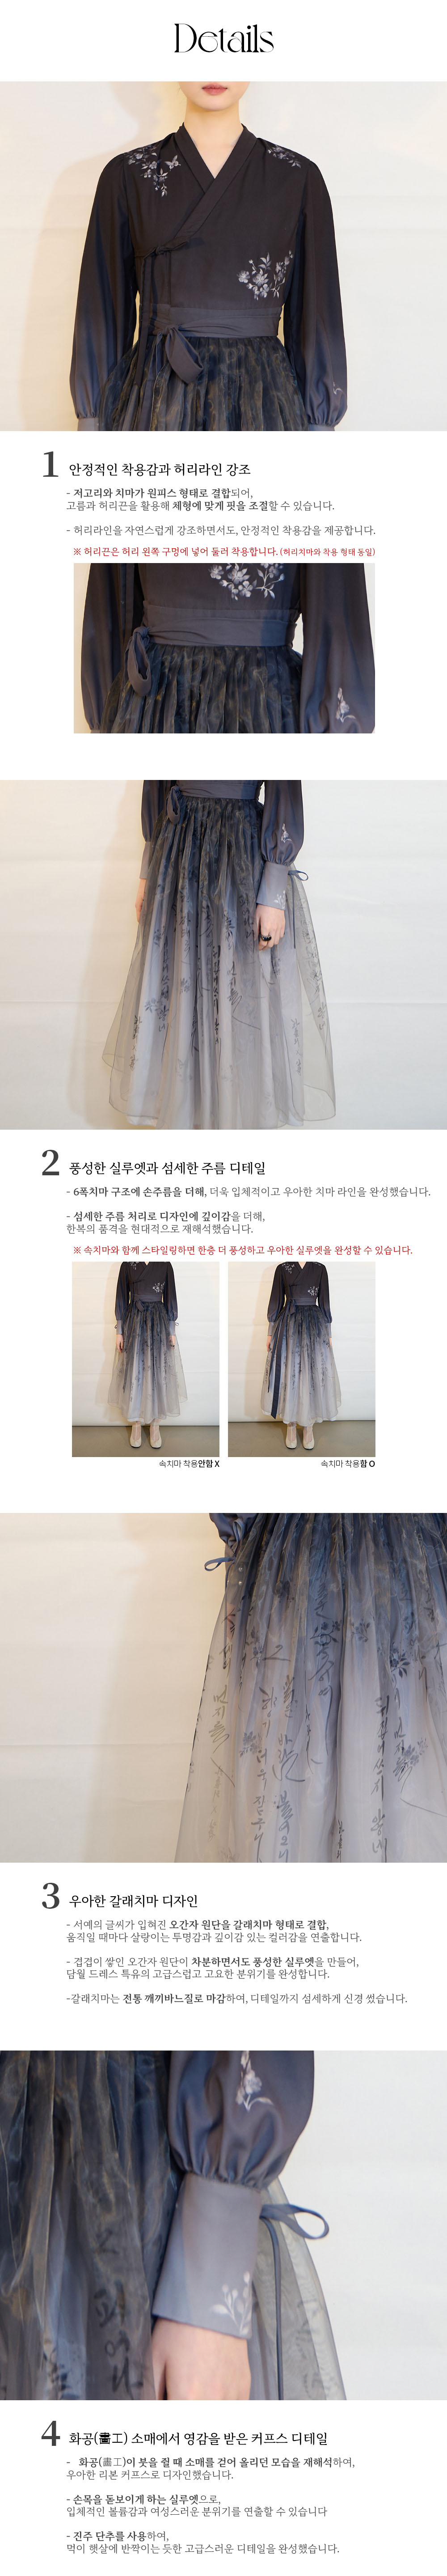 Details
1 안정적인 착용감과 허리라인 강조
- 저고리와 치마가 원피스 형태로 결합되어,
고름과 허리끈을 활용해 체형에 맞게 핏을 조절할 수 있습니다.
- 허리라인을 자연스럽게 강조하면서도, 안정적인 착용감을 제공합니다.
※ 허리끈은 허리 왼쪽 구멍에 넣어 둘러 착용합니다. (허리치마와 착용 형태 동일)
2 풍성한 실루엣과 섬세한 주름 디테일
- 6폭치마 구조에 손주름을 더해, 더욱 입체적이고 우아한 치마 라인을 완성했습니다.
- 섬세한 주름 처리로 디자인에 깊이감을 더해,
한복의 품격을 현대적으로 재해석했습니다.
※ 속치마와 함께 스타일링하면 한층 더 풍성하고 우아한 실루엣을 완성할 수 있습니다.
속치마 착용안함 X
속치마 착용함 O
3 우아한 갈래치마 디자인
- 서예의 글씨가 입혀진 오간자 원단을 갈래치마 형태로 결합,
움직일 때마다 살랑이는 투명감과 깊이감 있는 컬러감을 연출합니다.
- 겹겹이 쌓인 오간자 원단이 차분하면서도 풍성한 실루엣을 만들어,
담월 드레스 특유의 고급스럽고 고요한 분위기를 완성합니다.
-갈래치마는 전통 깨끼바느질로 마감하여, 디테일까지 섬세하게 신경 썼습니다.
4 화공(畵工) 소매에서 영감을 받은 커프스 디테일
- 화공(畵工)이 붓을 쥘 때 소매를 걷어 올리던 모습을 재해석하여,
우아한 리본 커프스로 디자인했습니다.
- 손목을 돋보이게 하는 실루엣으로,
입체적인 볼륨감과 여성스러운 분위기를 연출할 수 있습니다
- 진주 단추를 사용하여,
먹이 햇살에 반짝이는 듯한 고급스러운 디테일을 완성했습니다.